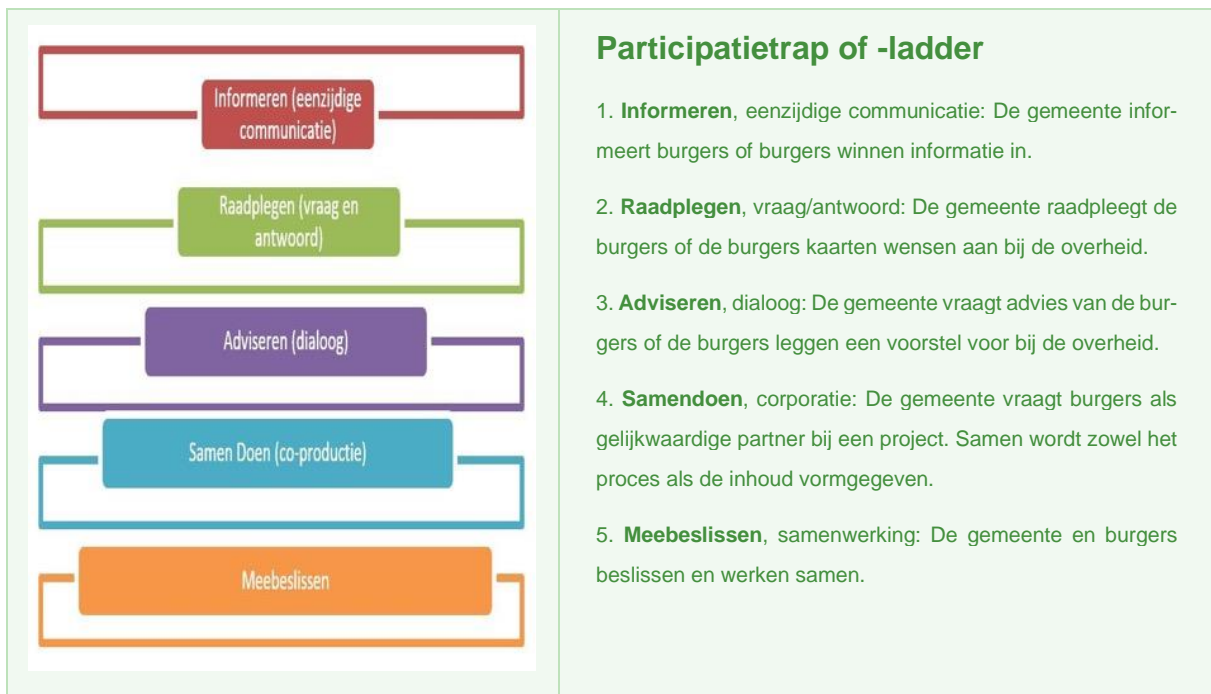 Informeren (eenzijdige
communicatie)
Raadplegen (vraag en
antwoord)
Adviseren (dialoog)
Samen Doen (co-productie)
Meebeslissen
Participatietrap of -ladder
1. Informeren, eenzijdige communicatie: De gemeente infor-
meert burgers of burgers winnen informatie in.
2. Raadplegen, vraag/antwoord: De gemeente raadpleegt de
burgers of de burgers kaarten wensen aan bij de overheid.
3. Adviseren, dialoog: De gemeente vraagt advies van de bur-
gers of de burgers leggen een voorstel voor bij de overheid.
4. Samendoen, corporatie: De gemeente vraagt burgers als
gelijkwaardige partner bij een project. Samen wordt zowel het
proces als de inhoud vormgegeven.
5. Meebeslissen, samenwerking: De gemeente en burgers
beslissen en werken samen.